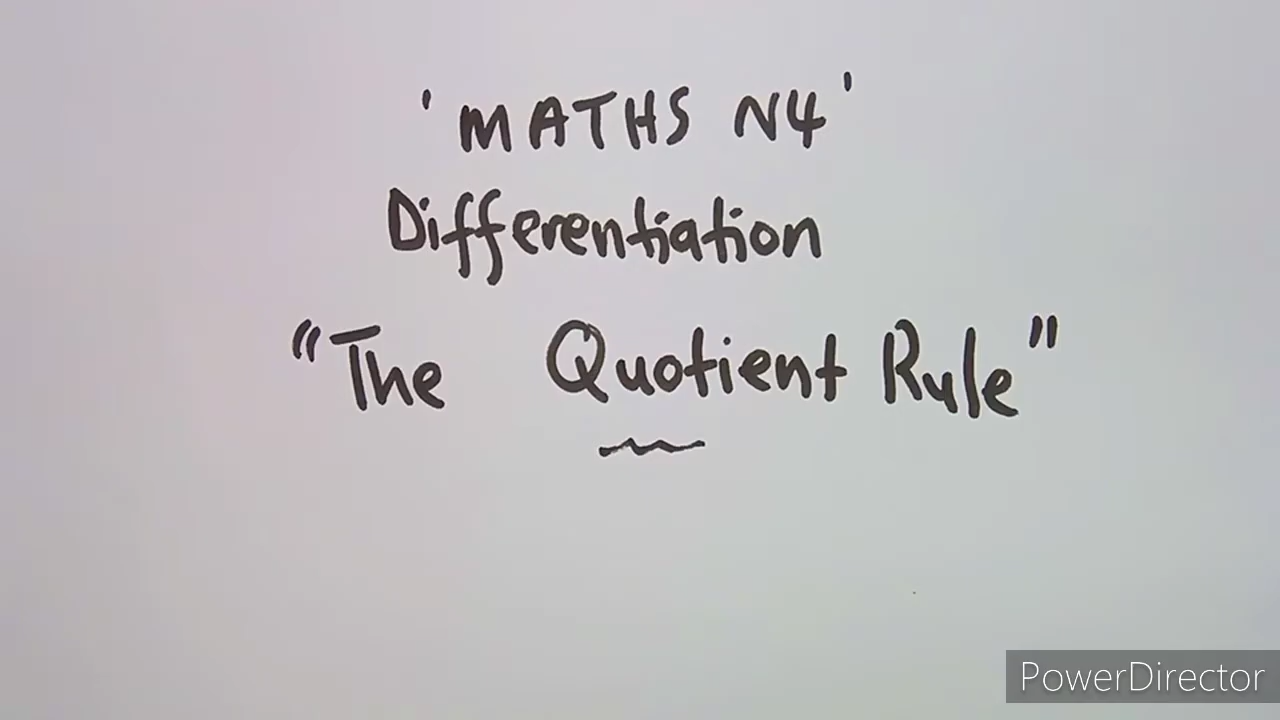 'MATHS N4'
Differentiation
"The Quotient Rule"
PowerDirector